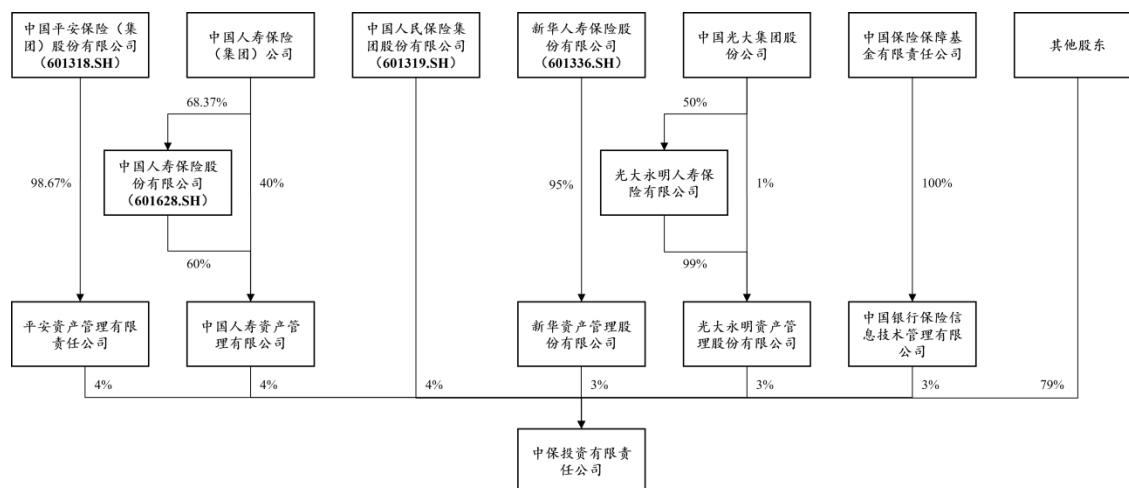 中国平安保险（集
团）股份有限公司
（601318.SH）
中国人寿保险
（集团）公司
中国人民保险集
团股份有限公司
（601319.SH）
新华人寿保险股
份有限公司
（601336.SH）
中国光大集团股
份公司
中国保险保障基
金有限责任公司
其他股东
68.37%
50%
中国人寿保险股
份有限公司
（601628.SH）
光大永明人寿保
险有限公司
98.67%
40%
95%
1%
100%
60%
99%
平安资产管理有限
责任公司
中国人寿资产管
理有限公司
新华资产管理股
份有限公司
光大永明资产管
理股份有限公司
中国银行保险信
息技术管理有限
公司
4%
4%
4%
3%
3%
3%
79%
中保投资有限责
任公司